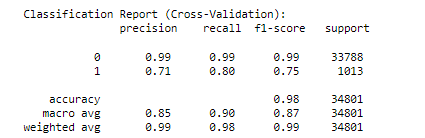 Classification Report (Cross-Validation):
precision recall f1-score support
0 0.99 0.99 0.99 33788
1 0.71 0.80 0.75 1013
accuracy 0.98 34801
macro avg 0.85 0.90 0.87 34801
weighted avg 0.99 0.98 0.99 34801